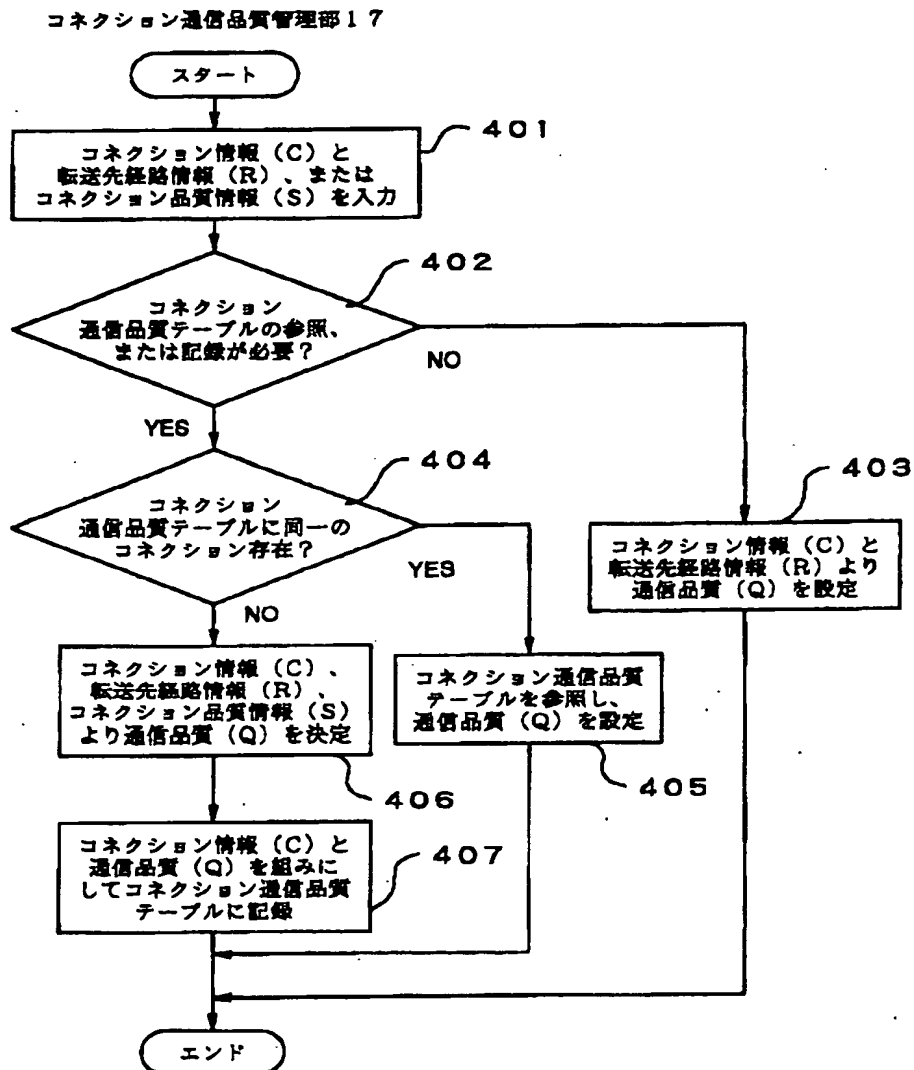 コネクション通信品質管理部17
スタート
401
コネクション情報（C）と
転送先経路情報（R）、または
コネクション品質情報（S）を入力
402
コネクション
通信品質テーブルの参照、
または記録が必要？
NO
YES
404
コネクション
通信品質テーブルに同一の
コネクション存在？
YES
NO
403
コネクション情報（C）と
転送先経路情報（R）より
通信品質（Q）を設定
コネクション情報（C）、
転送先経路情報（R）、
コネクション品質情報（S）
より通信品質（Q）を決定
406
コネクション通信品質
テーブルを参照し、
通信品質（Q）を設定
405
コネクション情報（C）と
通信品質（Q）を組みに
してコネクション通信品質
テーブルに記録
407
エンド